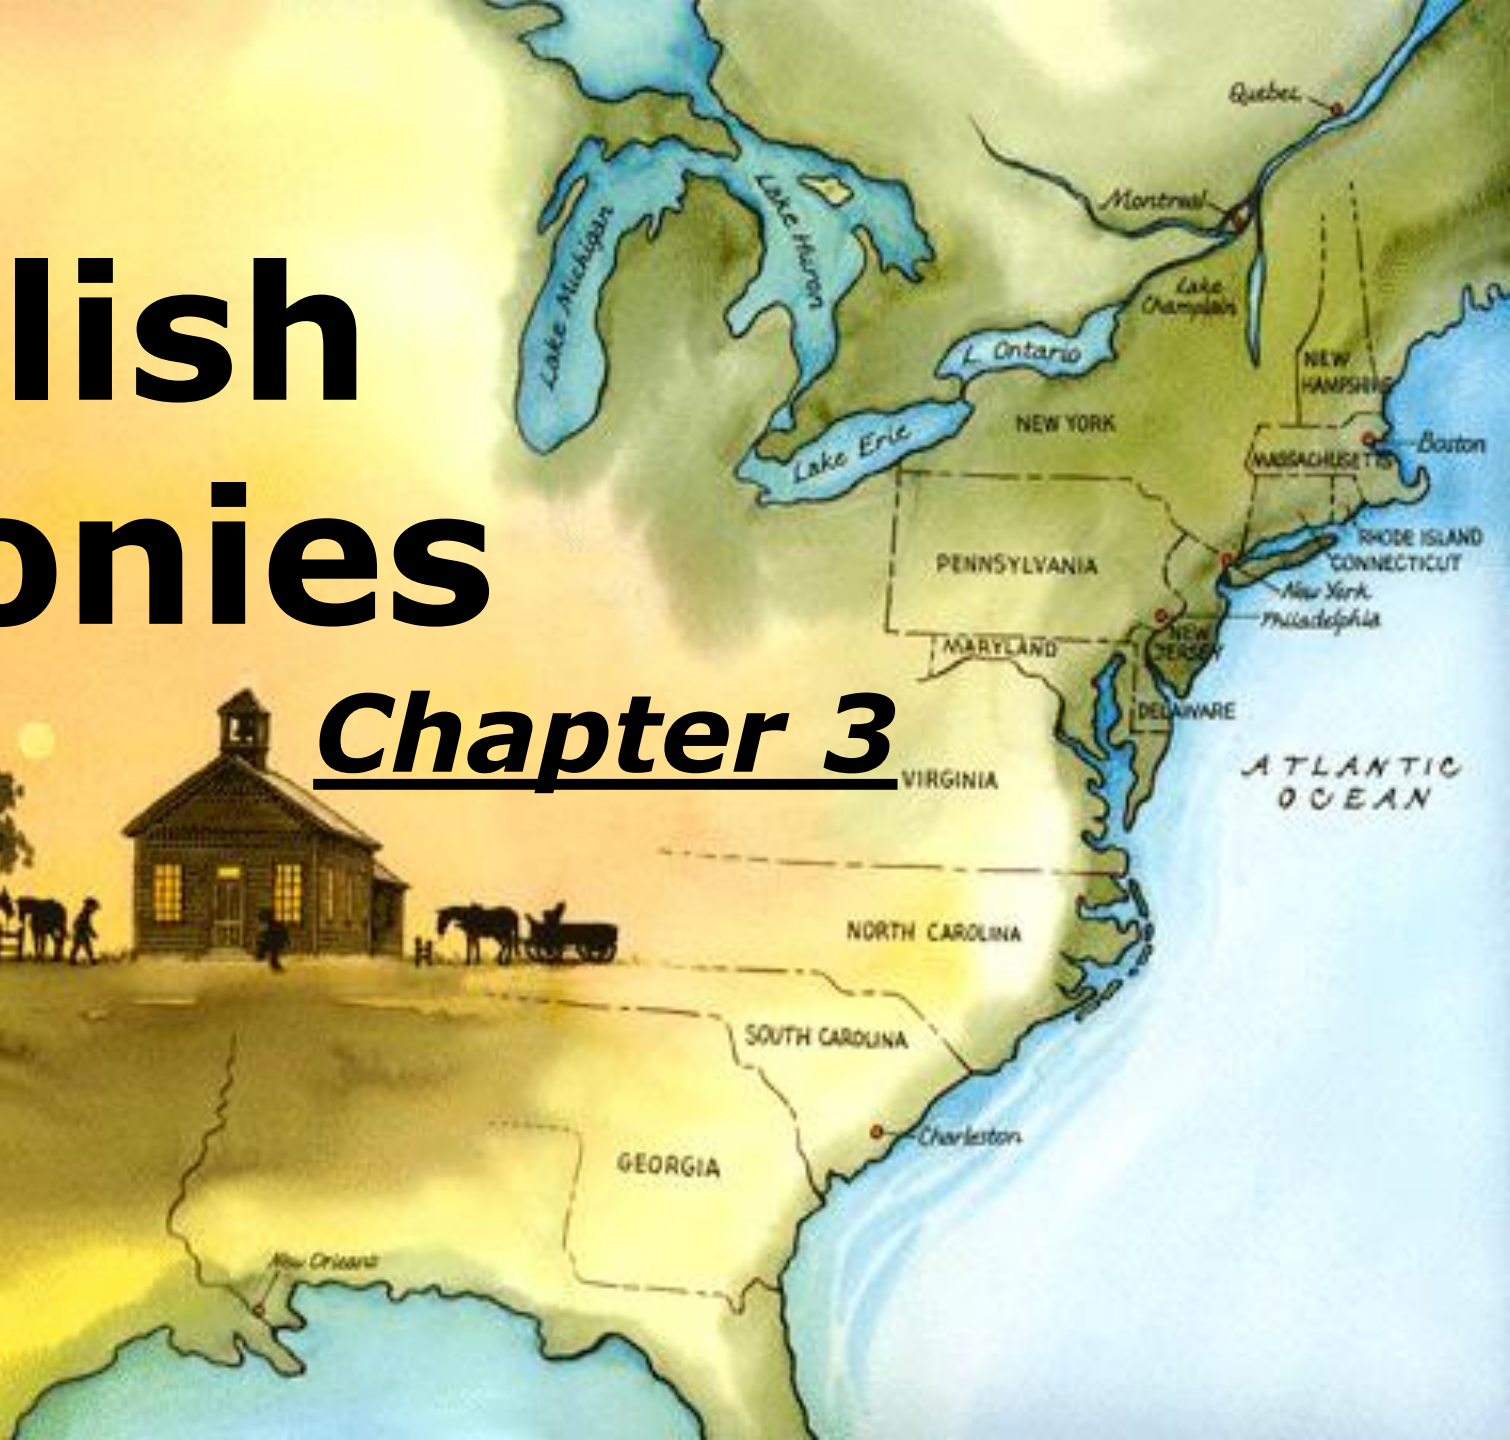 lish
onies
Chapter 3
Quebec
Montreal
Lake Michigan
Lake Huron
Lake
Champlain
L Ontario
NEW
HAMPSHIRE
NEW YORK
Lake Erie
Boston
MASSACHUSETTS
RHODE ISLAND
CONNECTICUT
PENNSYLVANIA
New York
Philadelphia
NEW
JERSEY
MARYLAND
DELAWARE
VIRGINIA
ATLANTIC
OCEAN
NORTH CAROLINA
SOUTH CAROLINA
Charleston
GEORGIA
New Orleans